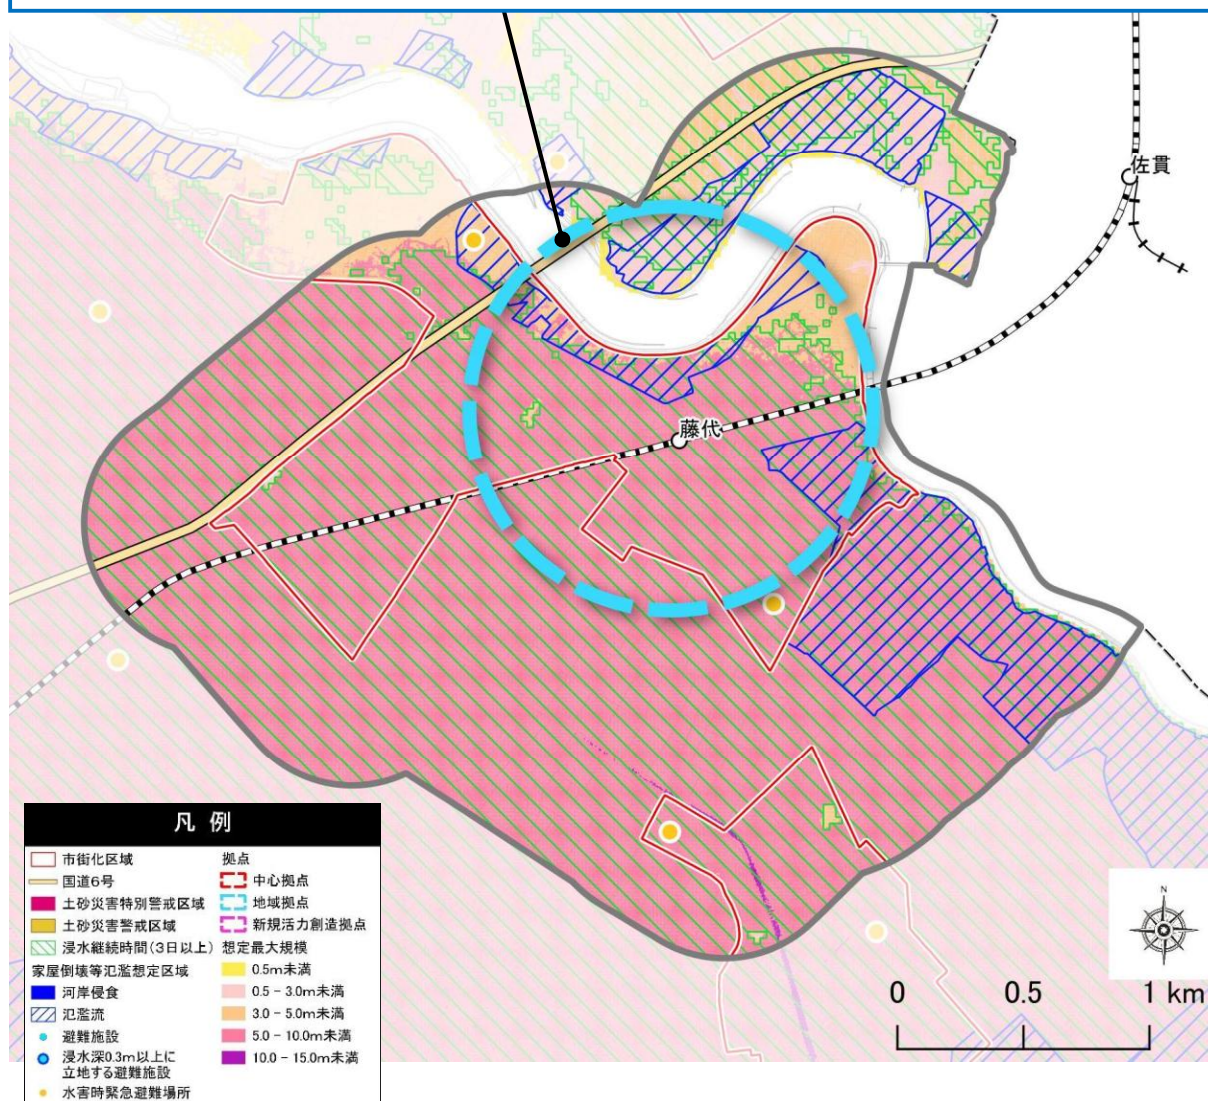 佐貫
藤代
凡 例
市街化区域
国道6号
土砂災害特別警戒区域
土砂災害警戒区域
浸水継続時間(3日以上)
家屋倒壊等氾濫想定区域
河岸侵食
氾濫流
避難施設
浸水深0.3m以上に
立地する避難施設
水害時緊急避難場所
拠点
中心拠点
地域拠点
新規活力創造拠点
想定最大規模
0.5m未満
0.5 - 3.0m未満
3.0 - 5.0m未満
5.0 - 10.0m未満
10.0 - 15.0m未満
N
0 0.5 1 km